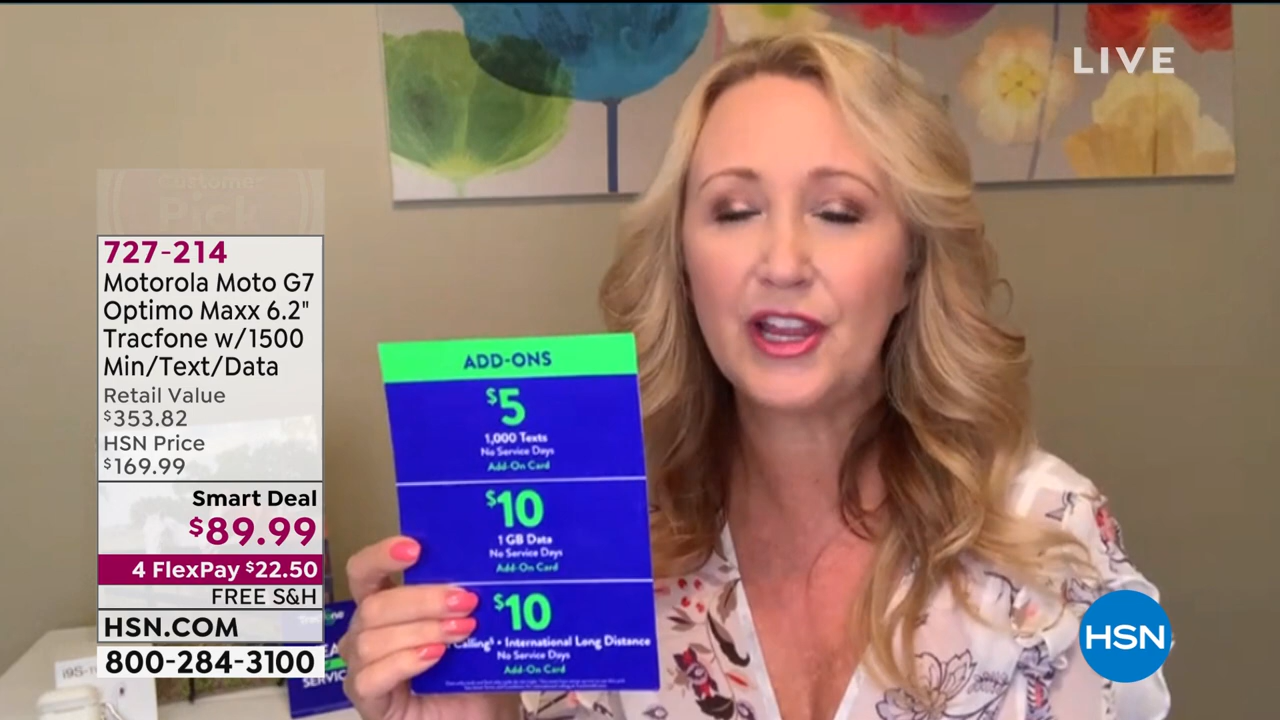 LIVE
Customer
Pick
727-214
Motorola Moto G7
Optimo Maxx 6.2"
Tracfone w/1500
Min/Text/Data
Retail Value
$353.82
HSN Price
$169.99
Smart Deal
$89.99
4 FlexPay $22.50
FREE S&H
HSN.COM
800-284-3100
ADD-ONS
$5
1,000 Texts
No Service Days
Add-On Card
$10
1 GB Data
No Service Days
Add-On Card
$10
Calling§ + International Long Distance
No Service Days
Add-On Card
HSN